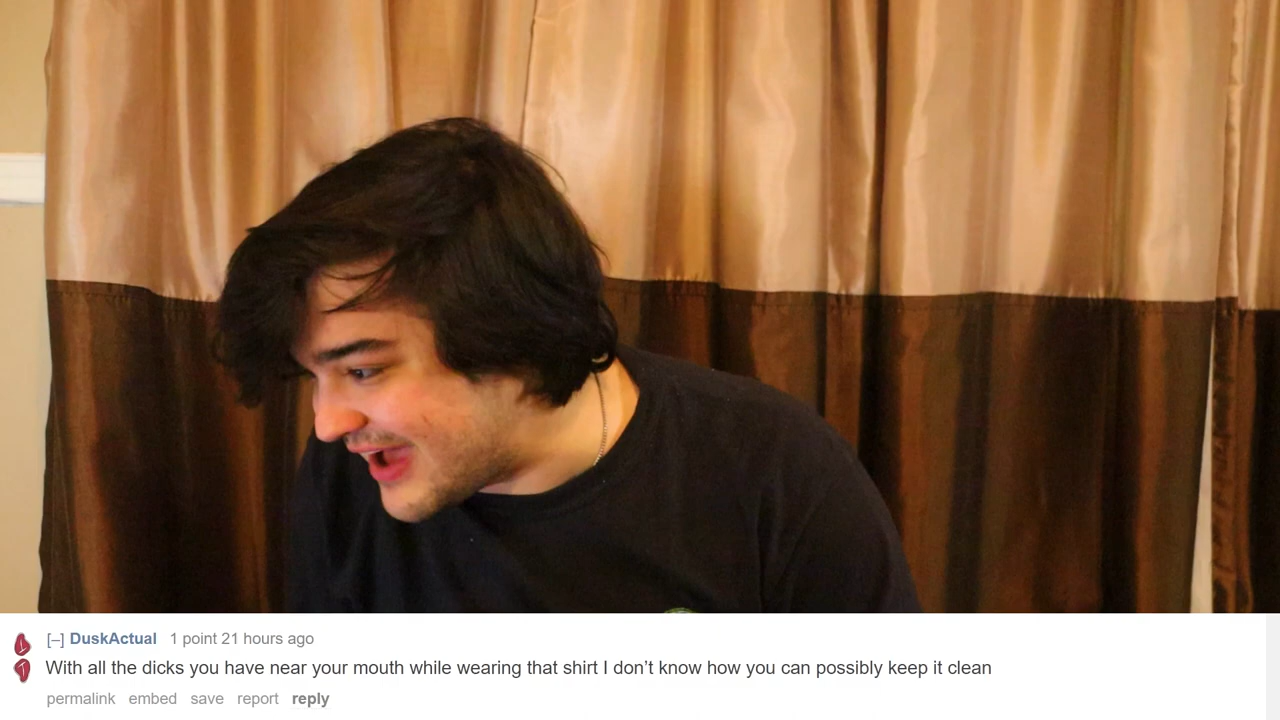 [–] DuskActual 1 point 21 hours ago
With all the dicks you have near your mouth while wearing that shirt I don’t know how you can possibly keep it clean
permalink embed save report reply